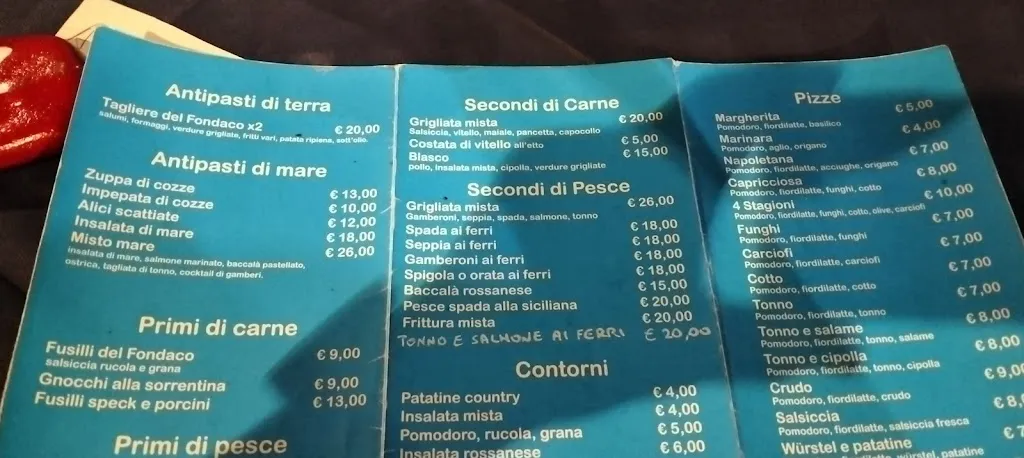 Antipasti di terra
Tagliere del Fondaco x2 € 20,00
salumi, formaggi, verdure grigliate, fritti vari, patata ripiena, sott'olio.
Antipasti di mare
Zuppa di cozze € 13,00
Impepata di cozze € 10,00
Alici scattiate € 12,00
Insalata di mare € 18,00
Misto mare € 26,00
insalata di mare, salmone marinato, baccalà pastellato,
ostrica, tagliata di tonno, cocktail di gamberi.
Primi di carne
Fusilli del Fondaco € 9,00
salsiccia rucola e grana
Gnocchi alla sorrentina € 9,00
Fusilli speck e porcini € 13,00
Primi di pesce
Secondi di Carne
Grigliata mista € 20,00
Salsiccia, vitello, maiale, pancetta, capocollo
Costata di vitello all'etto € 5,00
Blasco € 15,00
pollo, insalata mista, cipolla, verdure grigliate
Secondi di Pesce
Grigliata mista € 26,00
Gamberoni, seppia, spada, salmone, tonno
Spada ai ferri € 18,00
Seppia ai ferri € 18,00
Gamberoni ai ferri € 18,00
Spigola o orata ai ferri € 18,00
Baccalà rossanese € 15,00
Pesce spada alla siciliana € 20,00
Frittura mista € 20,00
TONNO E SALMONE AI FERRI € 20,00
Contorni
Patatine country € 4,00
Insalata mista € 4,00
Pomodoro, rucola, grana € 5,00
Insalata rossanese € 6,00
Pizze
Margherita € 5,00
Pomodoro, fiordilatte, basilico
Marinara € 4,00
Pomodoro, aglio, origano
Napoletana € 7,00
Pomodoro, fiordilatte, acciughe, origano
Capricciosa € 8,00
Pomodoro, fiordilatte, funghi, cotto
4 Stagioni € 10,00
Pomodoro, fiordilatte, funghi, cotto, olive, carciofi
Funghi € 7,00
Pomodoro, fiordilatte, funghi
Carciofi € 7,00
Pomodoro, fiordilatte, carciofi
Cotto € 7,00
Pomodoro, fiordilatte, cotto
Tonno € 7,00
Pomodoro, fiordilatte, tonno
Tonno e salame € 8,00
Pomodoro, fiordilatte, tonno, salame
Tonno e cipolla € 8,00
Pomodoro, fiordilatte, tonno, cipolla
Crudo € 9,00
Pomodoro, fiordilatte, crudo
Salsiccia € 8,
Pomodoro, fiordilatte, salsiccia fresca
Würstel e patatine € 7
fiordilatte, würstel, patatine